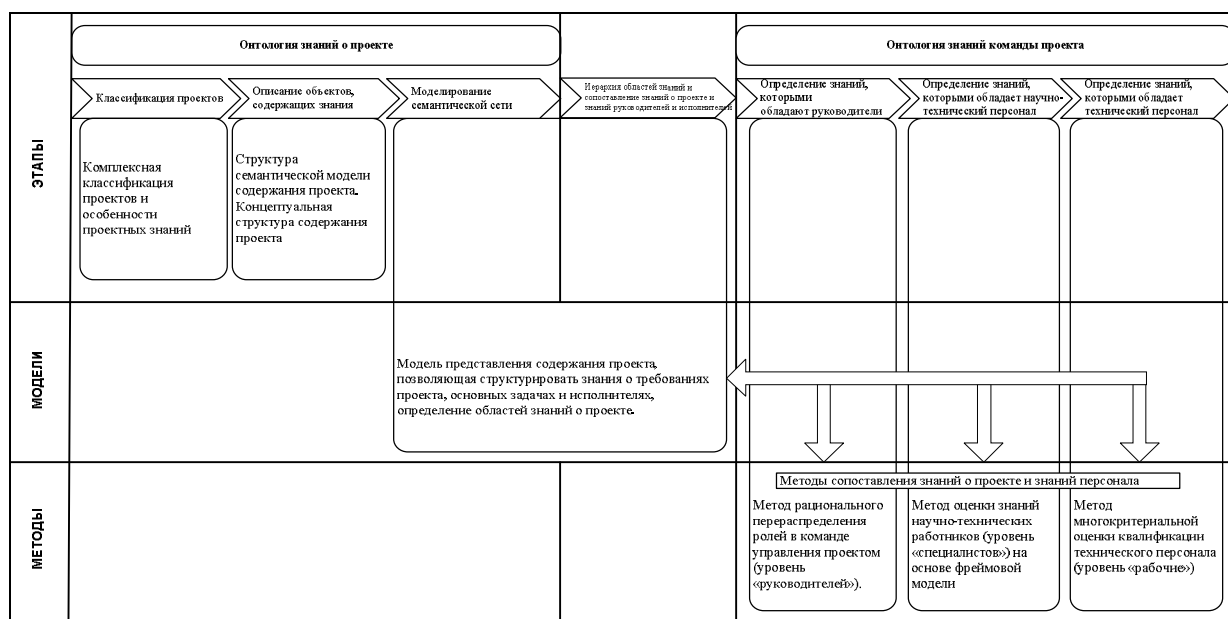 Онтология знаний о проекте
Онтология знаний команды проекта
Классификация проектов
Описание объектов,
содержащих знания
Моделирование
семантической сети
Иерархия областей знаний и
сопоставление знаний о проекте и
знаний руководителей и исполнителей
Определение знаний,
которыми
обладают руководители
Определение знаний,
которыми обладает научно-
технический персонал
Определение знаний,
которыми обладает
технический персонал
ЭТАПЫ
Комплексная
классификация
проектов и
особенности
проектных знаний
Структура
семантической модели
содержания проекта.
Концептуальная
структура содержания
проекта
МОДЕЛИ
Модель представления содержания проекта,
позволяющая структурировать знания о требованиях
проекта, основных задачах и исполнителях,
определение областей знаний о проекте.
МЕТОДЫ
Методы сопоставления знаний о проекте и знаний персонала
Метод рационального
перераспределения
ролей в команде
управления проектом
(уровень
«руководителей»).
Метод оценки знаний
научно-технических
работников (уровень
«специалистов») на
основе фреймовой
модели
Метод
многокритериальной
оценки квалификации
технического персонала
(уровень «рабочие»)